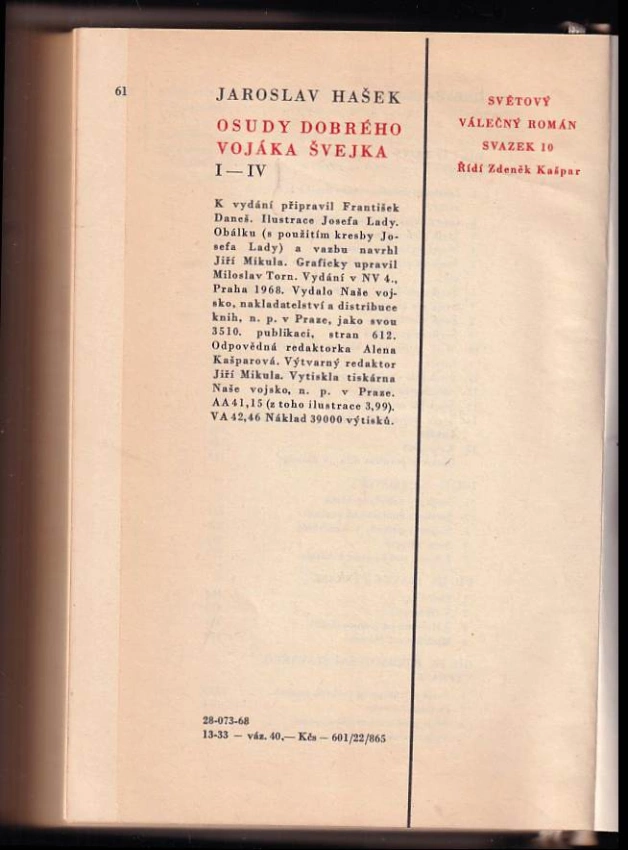 61
JAROSLAV HAŠEK
OSUDY DOBRÉHO
VOJÁKA ŠVEJKA
I—IV
K vydání připravil František
Daneš. Ilustrace Josefa Lady.
Obálku (s použitím kresby Jo-
sefa Lady) a vazbu navrhl
Jiří Mikula. Graficky upravil
Miloslav Torn. Vydání v NV 4.,
Praha 1968. Vydalo Naše voj-
sko, nakladatelství a distribuce
knih, n. p. v Praze, jako svou
3510. publikaci, stran 612.
Odpovědná redaktorka Alena
Kašparová. Výtvarný redaktor
Jiří Mikula. Vytiskla tiskárna
Naše vojsko, n. p. v Praze.
AA 41,15 (z toho ilustrace 3,99).
VA 42,46 Náklad 39000 výtisků.
28-073-68
13-33 — váz. 40,— Kčs — 601/22/865
SVĚTOVÝ
VÁLEČNÝ ROMÁN
SVAZEK 10
Řídí Zdeněk Kašpar